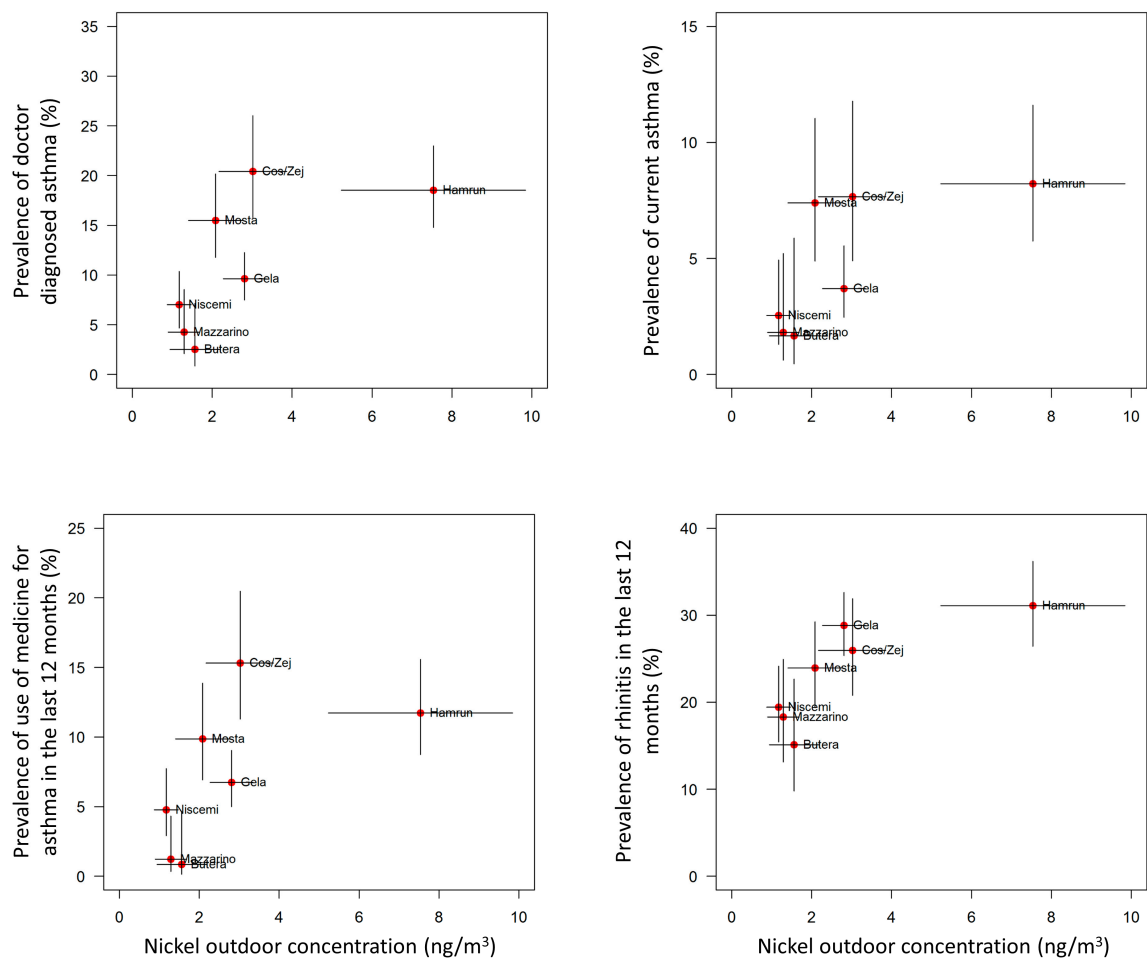 Prevalence of doctor
diagnosed asthma (%)
35
30
25
20
15
10
5
0
Cos/Zej
Hamrun
Mosta
Gela
Niscemi
Mazzarino
Butera
0 2 4 6 8 10
Prevalence of current asthma (%)
15
10
5
0
Hamrun
Cos/Zej
Mosta
Gela
Niscemi
Mazzarino
Butera
0 2 4 6 8 10
Prevalence of use of medicine for
asthma in the last 12 months (%)
25
20
15
10
5
0
Cos/Zej
Hamrun
Mosta
Gela
Niscemi
Mazzarino
Butera
0 2 4 6 8 10
Nickel outdoor concentration (ng/m³)
Prevalence of rhinitis in the last 12
months (%)
40
30
20
10
0
Hamrun
Gela
Cos/Zej
Mosta
Niscemi
Mazzarino
Butera
0 2 4 6 8 10
Nickel outdoor concentration (ng/m³)